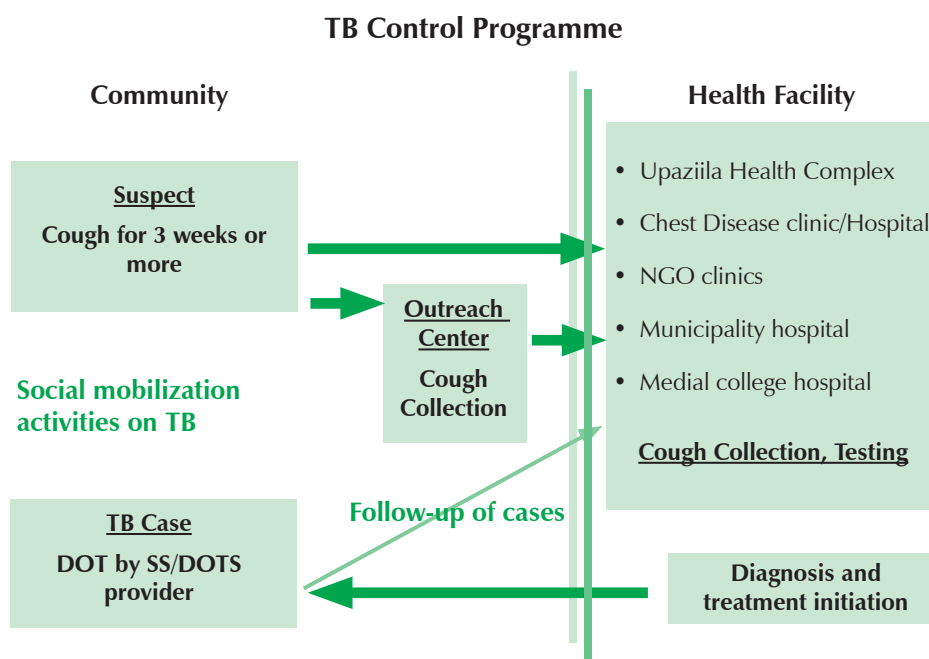 TB Control Programme
Community
Suspect
Cough for 3 weeks or
more
Outreach
Center
Cough
Collection
Social mobilization
activities on TB
TB Case
DOT by SS/DOTS
provider
Follow-up of cases
Health Facility
• Upaziila Health Complex
• Chest Disease clinic/Hospital
• NGO clinics
• Municipality hospital
• Medial college hospital
Cough Collection, Testing
Diagnosis and
treatment initiation